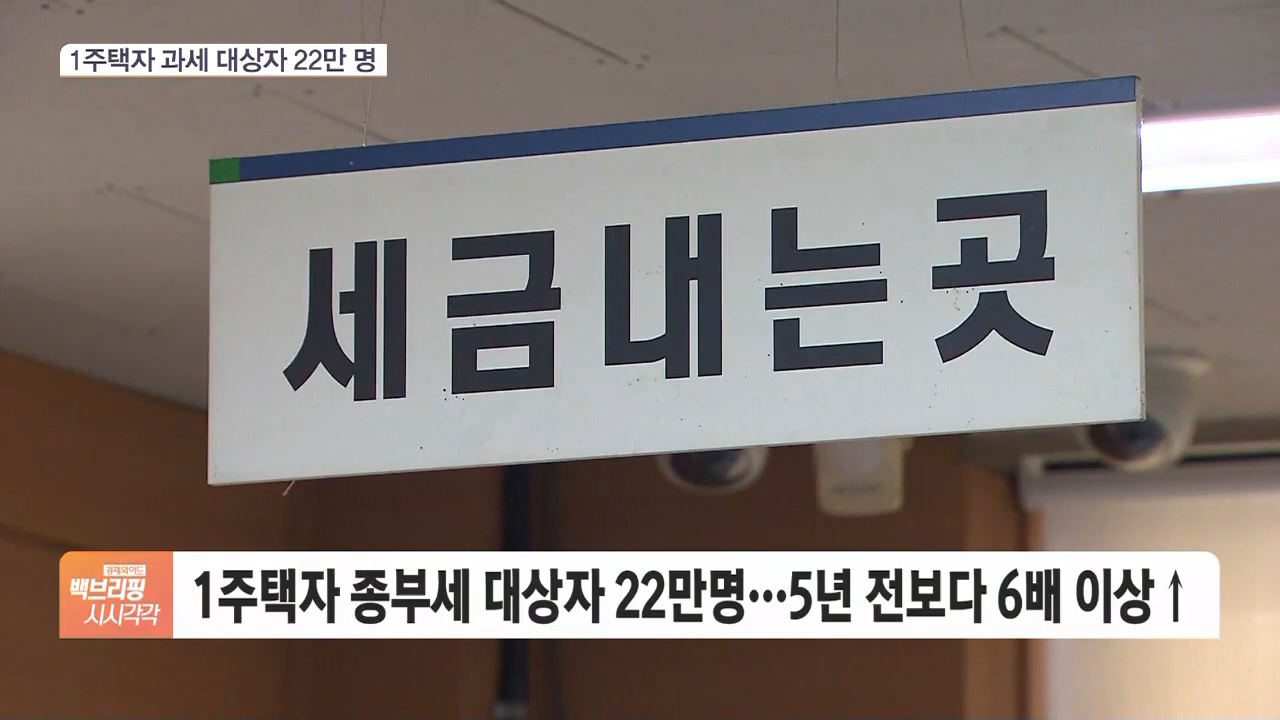 1주택자 과세 대상자 22만 명
세금내는곳
경제와이드
백브리핑
시시각각
1주택자 종부세 대상자 22만명…5년 전보다 6배 이상↑